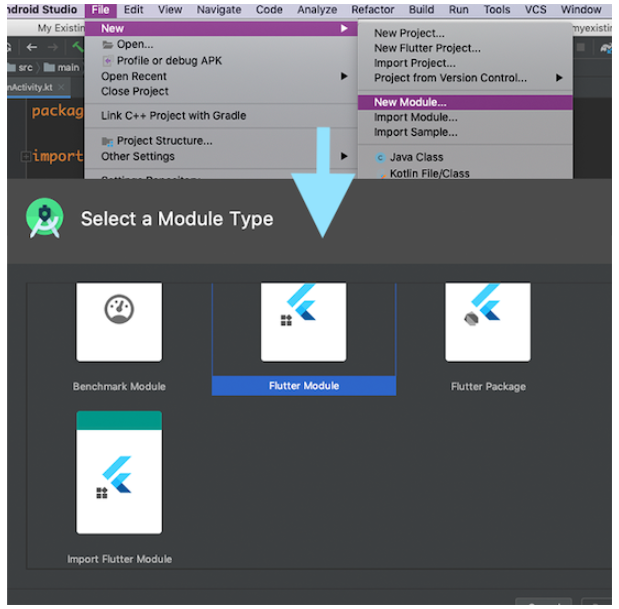 ndroid Studio File Edit View Navigate Code Analyze Refactor Build Run Tools VCS Window
My Existin
New
Open...
Profile or debug APK
Open Recent
Close Project
Link C++ Project with Gradle
Project Structure...
Other Settings
Settings Repository
New Project...
New Flutter Project...
Import Project...
Project from Version Control...
New Module...
Import Module...
Import Sample...
Java Class
Kotlin File/Class
myexistin
src main
nActivity.kt
packag
import
Select a Module Type
Benchmark Module
Flutter Module
Flutter Package
Import Flutter Module